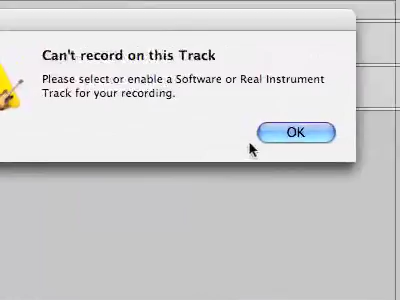 Can't record on this Track
Please select or enable a Software or Real Instrument
Track for your recording.
OK